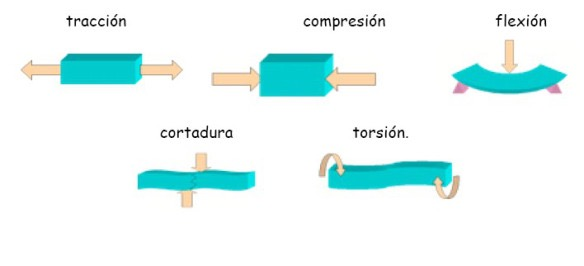 tracción
compresión
flexión
cortadura
torsión.